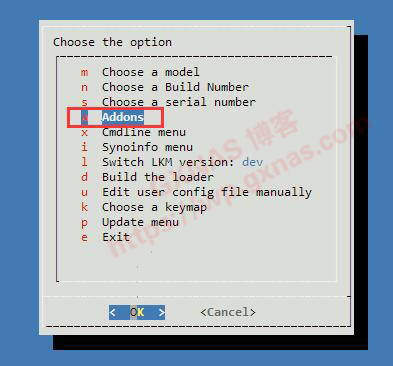 Choose the option
m Choose a model
n Choose a Build Number
s Choose a serial number
a Addons
x Cmdline menu
i Synoinfo menu
l Switch LKM version: dev
d Build the loader
u Edit user config file manually
k Choose a keymap
p Update menu
e Exit
< OK > <Cancel>
GXNAS 博客
https://wp.gxnas.com